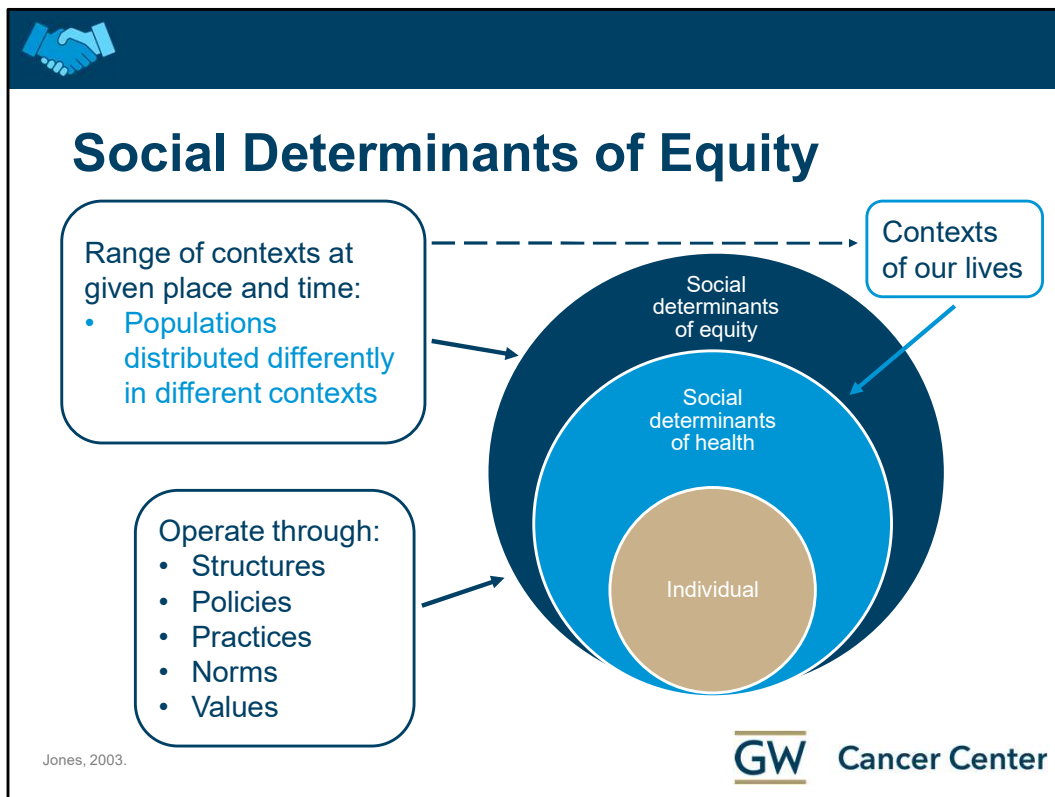 Social Determinants of Equity
Range of contexts at
given place and time:
• Populations
distributed differently
in different contexts
Contexts
of our lives
Social
determinants
of equity
Social
determinants
of health
Individual
Operate through:
• Structures
• Policies
• Practices
• Norms
• Values
Jones, 2003.
GW Cancer Center